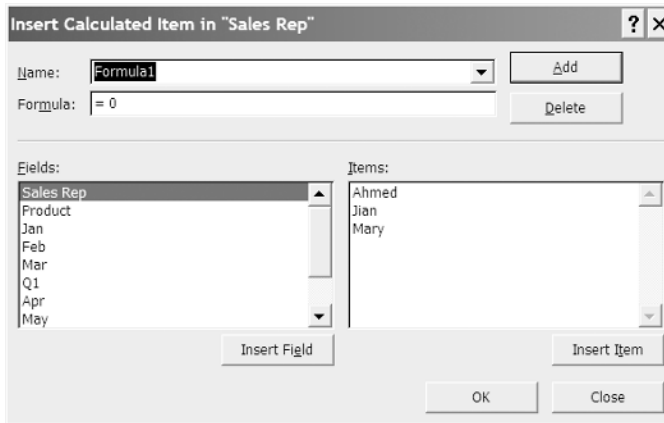 Insert Calculated Item in "Sales Rep" ? ×
Name: Formula1 Add
Formula: = 0 Delete
Fields: Items:
Sales Rep Ahmed
Product Jian
Jan Mary
Feb
Mar
Q1
Apr
May
Insert Field Insert Item
OK Close